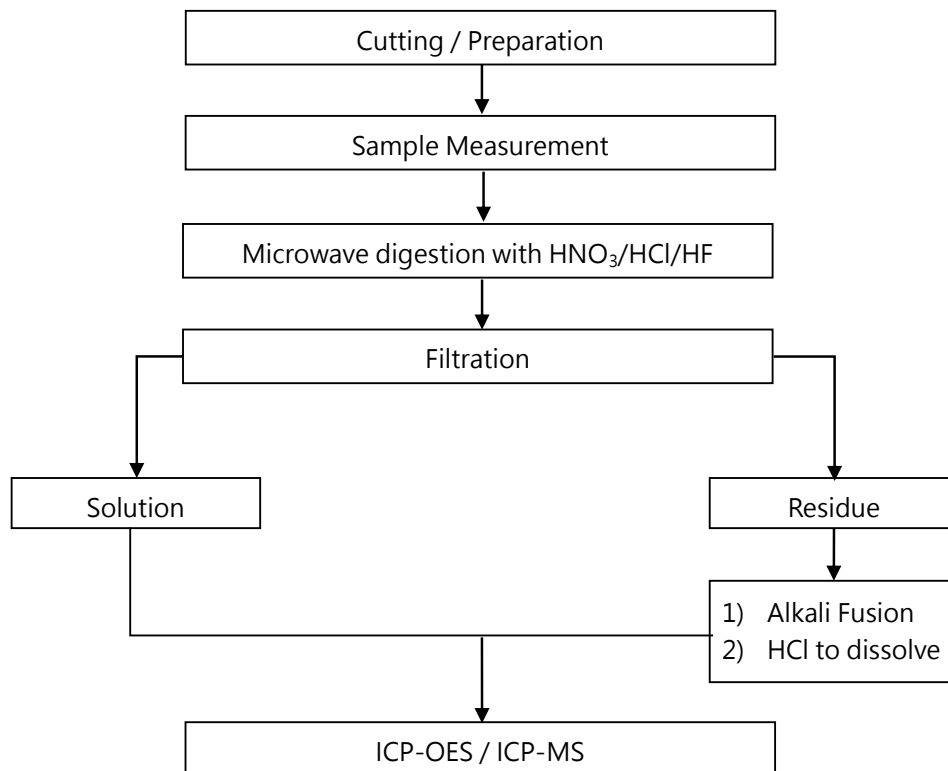 Cutting / Preparation
Sample Measurement
Microwave digestion with HNO₃/HCl/HF
Filtration
Solution
Residue
1) Alkali Fusion
2) HCl to dissolve
ICP-OES / ICP-MS